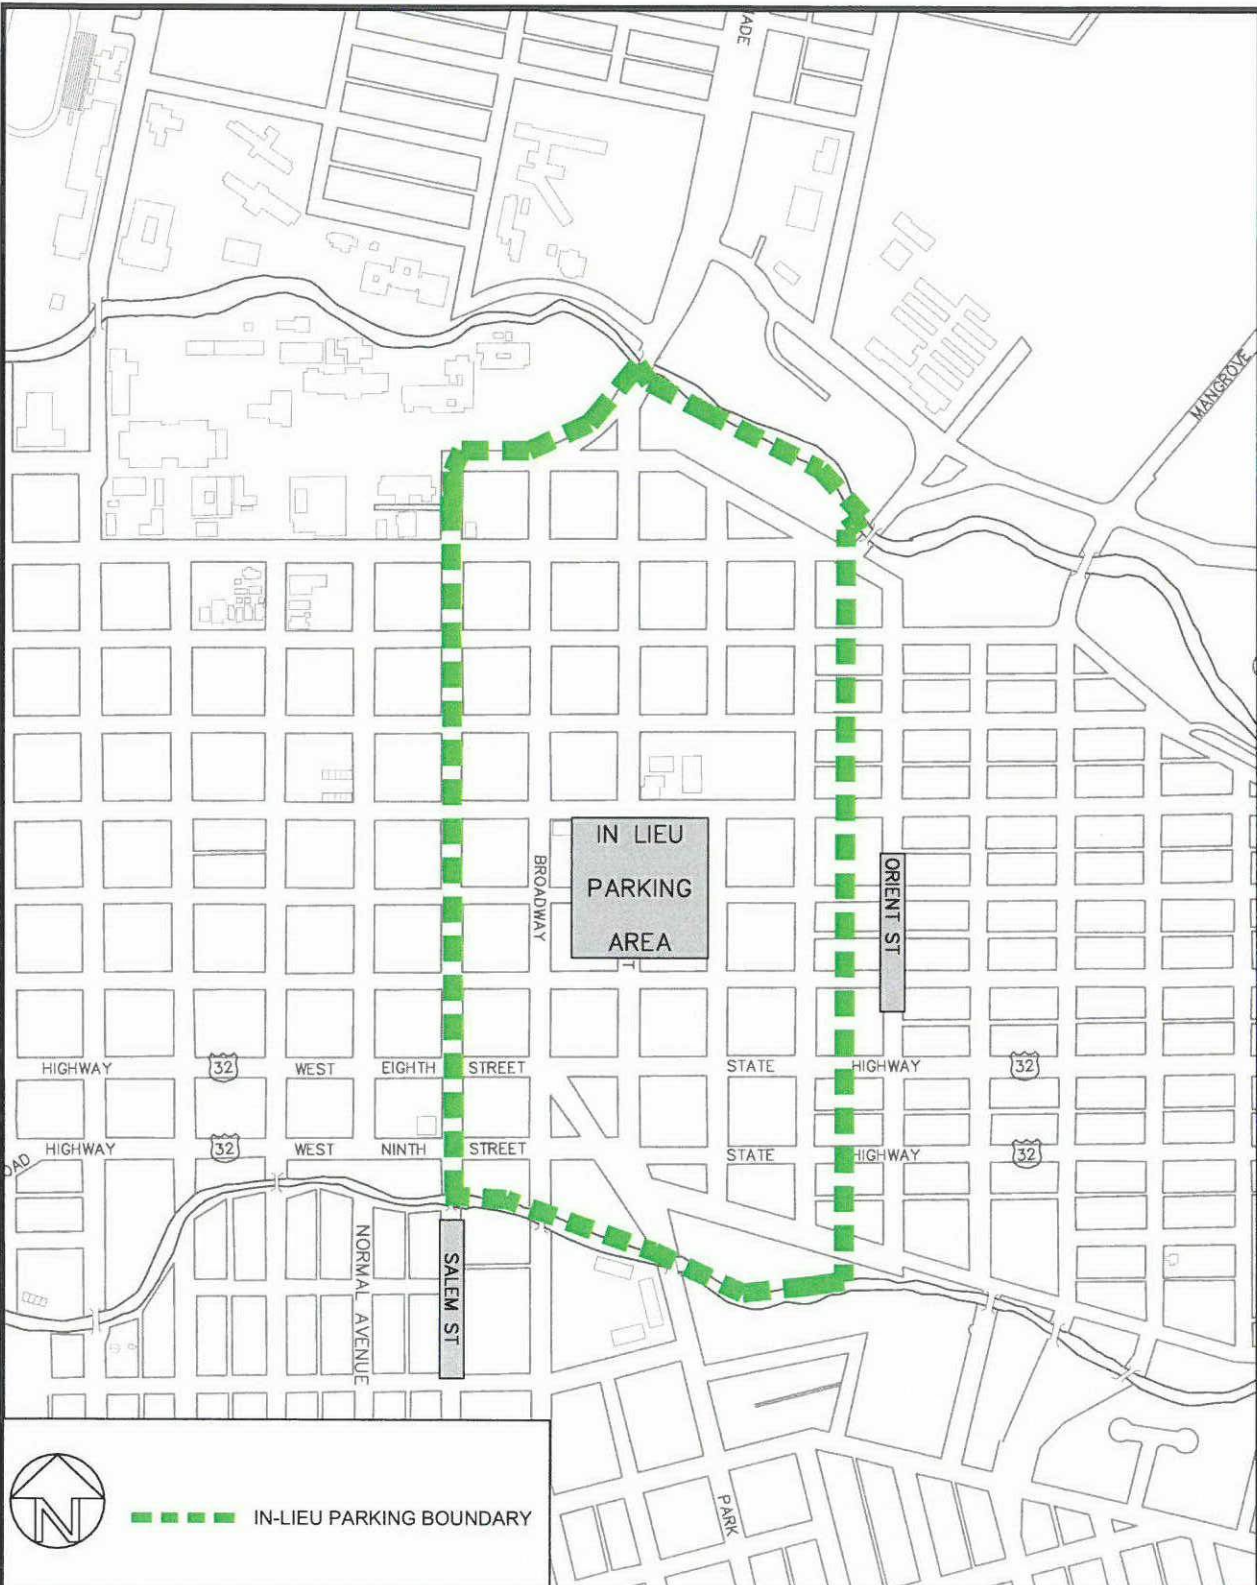 ADE
MANGROVE
IN LIEU
PARKING
AREA
BROADWAY
T
ORIENT ST
HIGHWAY 32 WEST EIGHTH STREET STATE HIGHWAY 32
HIGHWAY 32 WEST NINTH STREET STATE HIGHWAY 32
OAD
NORMAL AVENUE
SALEM ST
PARK
N
IN-LIEU PARKING BOUNDARY